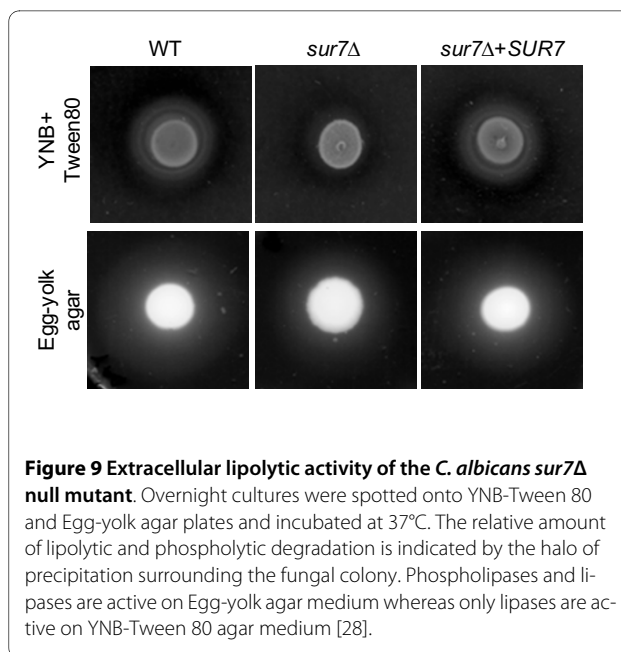 WT sur7Δ sur7Δ+SUR7
YNB+
Tween80
Egg-yolk
agar
Figure 9 Extracellular lipolytic activity of the C. albicans sur7Δ
null mutant. Overnight cultures were spotted onto YNB-Tween 80
and Egg-yolk agar plates and incubated at 37°C. The relative amount
of lipolytic and phospholytic degradation is indicated by the halo of
precipitation surrounding the fungal colony. Phospholipases and li-
pases are active on Egg-yolk agar medium whereas only lipases are ac-
tive on YNB-Tween 80 agar medium [28].